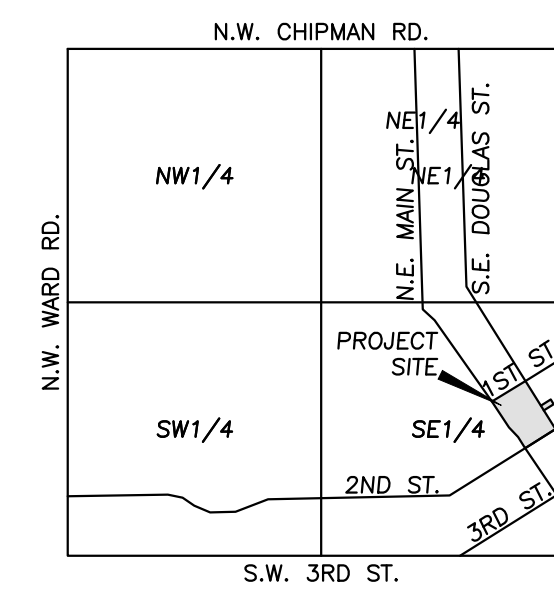 N.W. CHIPMAN RD.
NE1/4
NW1/4
NE1/4
N.E. MAIN ST.
S.E. DOUGLAS ST.
N.W. WARD RD.
PROJECT
SITE
1ST ST
SW1/4
SE1/4
2ND ST.
3RD ST.
S.W. 3RD ST.